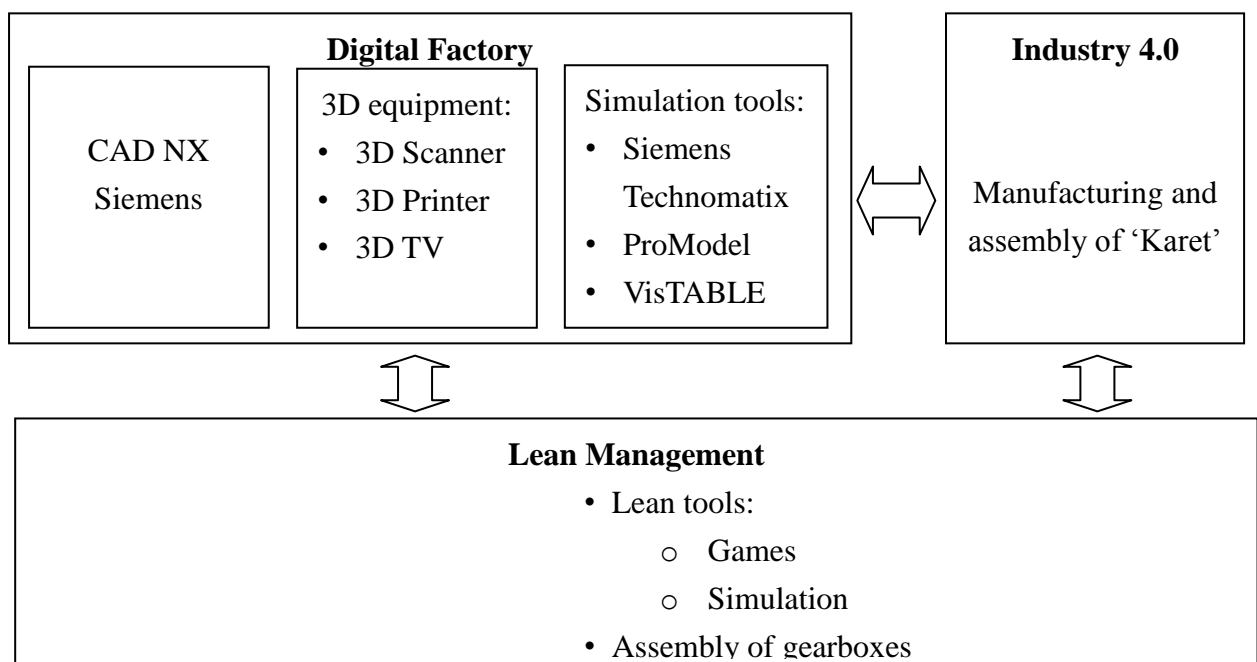 Digital Factory
CAD NX
Siemens
3D equipment:
• 3D Scanner
• 3D Printer
• 3D TV
Simulation tools:
• Siemens
Technomatix
• ProModel
• VisTABLE
Industry 4.0
Manufacturing and
assembly of ‘Karet’
Lean Management
• Lean tools:
o Games
o Simulation
• Assembly of gearboxes